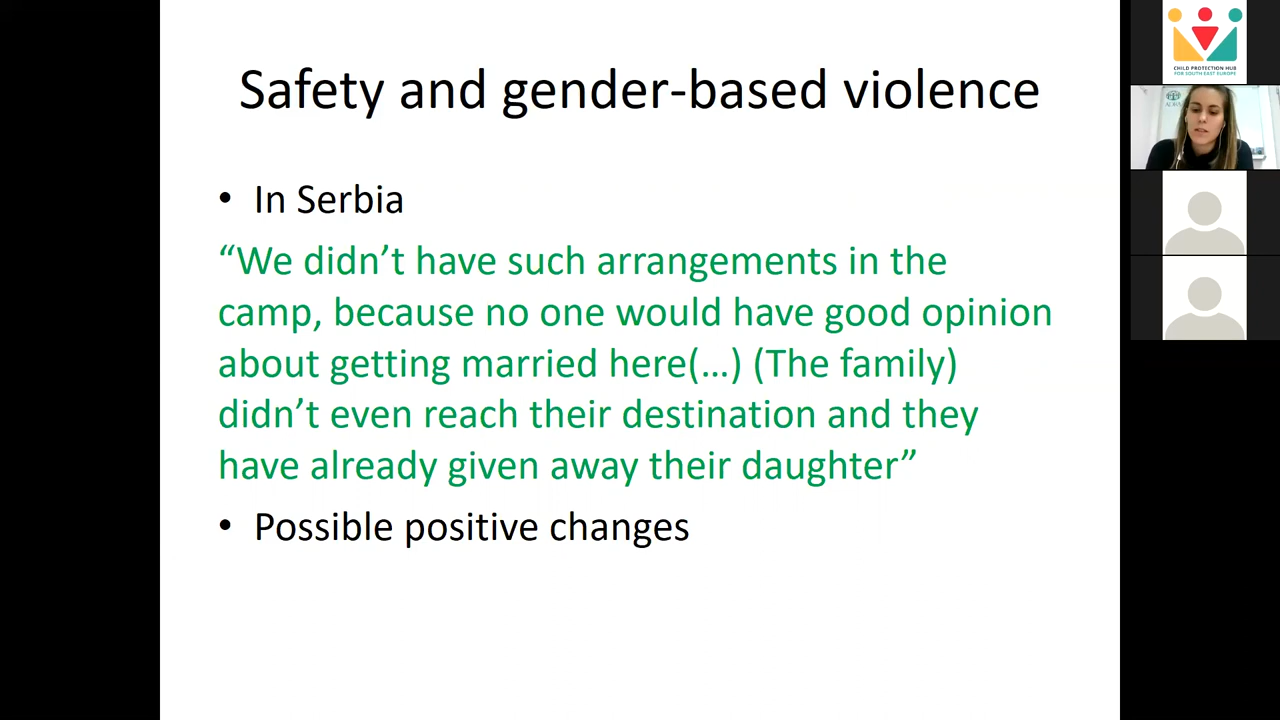 Safety and gender-based violence
• In Serbia
“We didn’t have such arrangements in the
camp, because no one would have good opinion
about getting married here(…) (The family)
didn’t even reach their destination and they
have already given away their daughter”
• Possible positive changes
CHILD PROTECTION HUB
FOR SOUTH EAST EUROPE